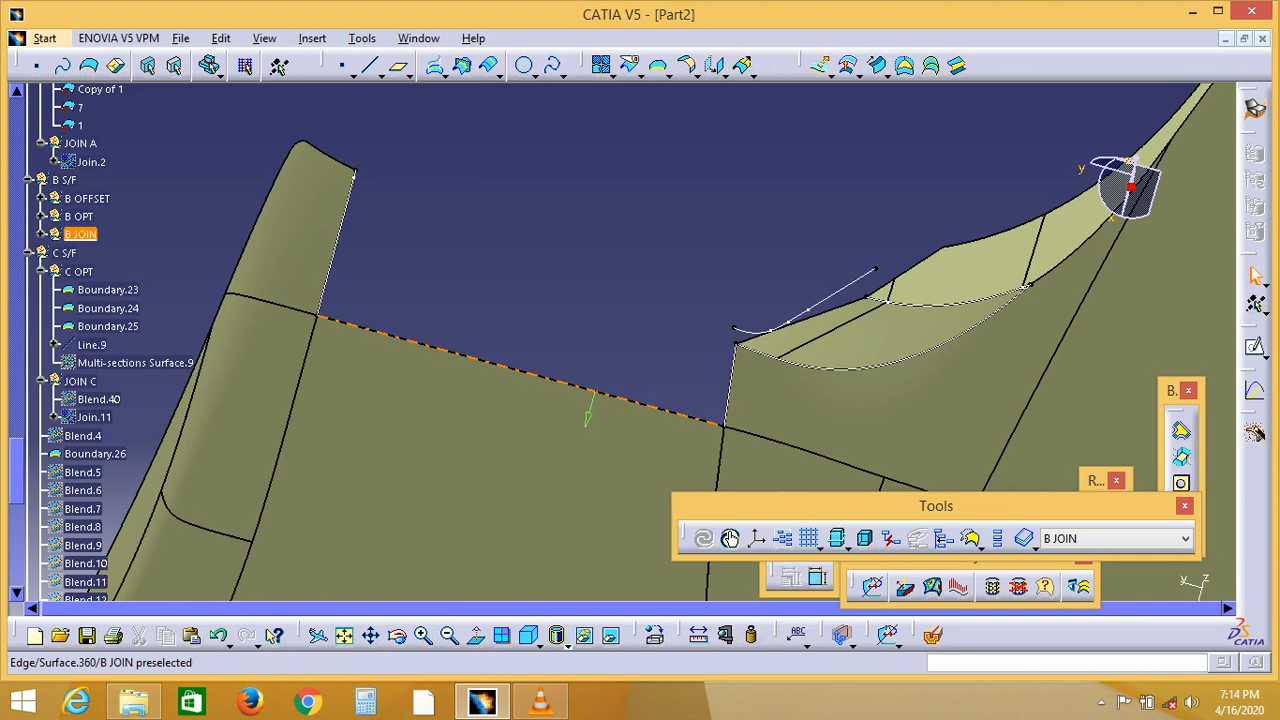 CATIA V5 - [Part2]
Start
ENOVIA V5 VPM
File
Edit
View
Insert
Tools
Window
Help
Copy of 1
7
1
JOIN A
Join.2
B S/F
B OFFSET
B OPT
B JOIN
C S/F
C OPT
Boundary.23
Boundary.24
Boundary.25
Line.9
Multi-sections Surface.9
JOIN C
Blend.40
Join.11
Blend.4
Boundary.26
Blend.5
Blend.6
Blend.7
Blend.8
Blend.9
Blend.10
Blend.11
Blend.12
y
x
B.
R...
Tools
B JOIN
y z
ABC
CATIA
Edge/Surface.360/B JOIN preselected
7:14 PM
4/16/2020